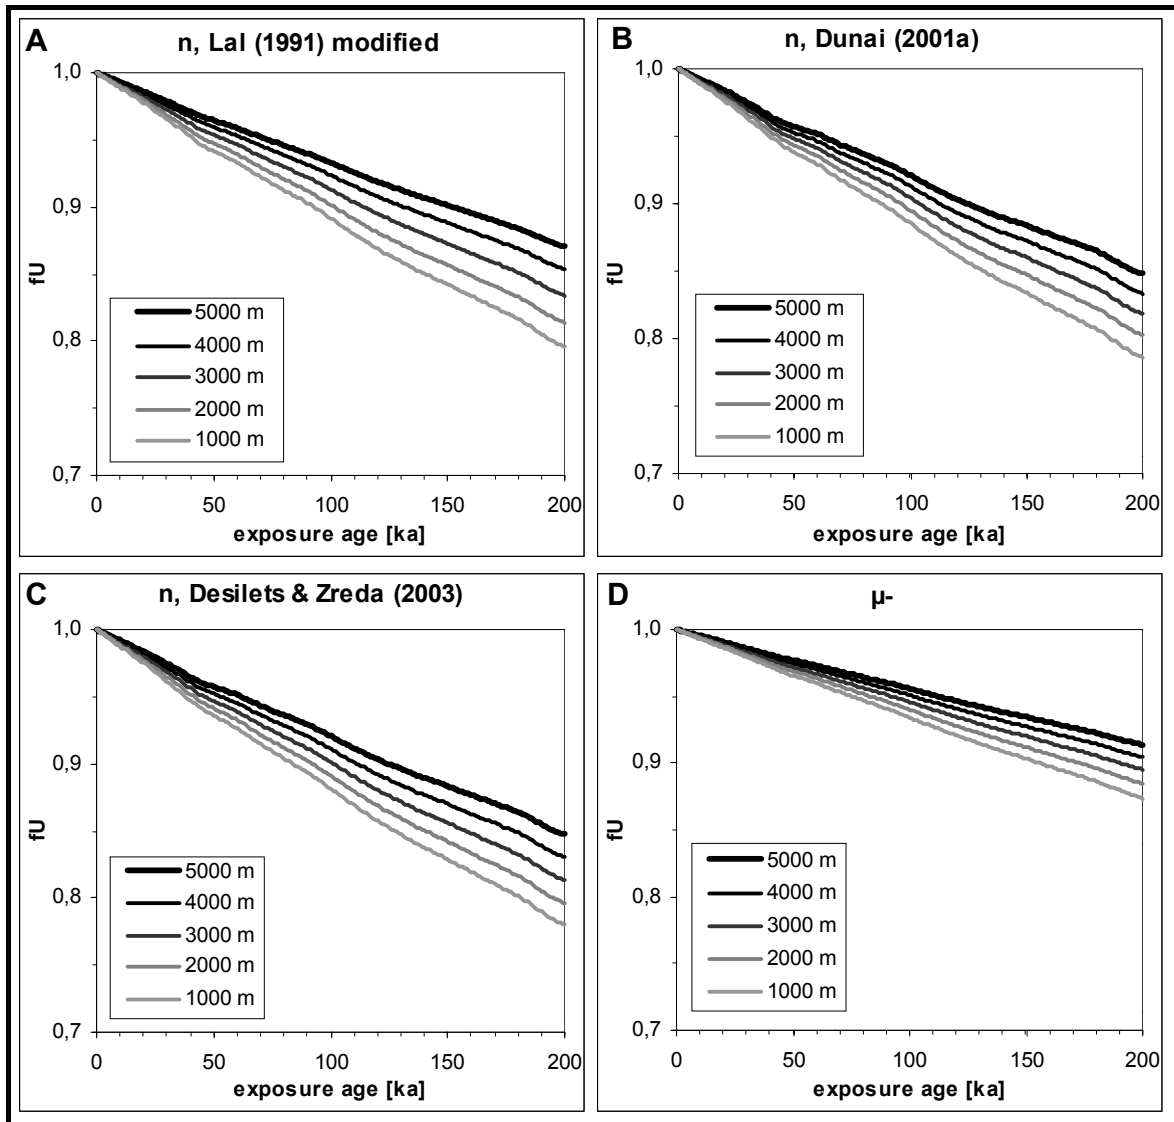 A
n, Lal (1991) modified
1,0
0,9
0,8
0,7
fU
5000 m
4000 m
3000 m
2000 m
1000 m
0
50
100
150
200
exposure age [ka]
B
n, Dunai (2001a)
1,0
0,9
0,8
0,7
fU
5000 m
4000 m
3000 m
2000 m
1000 m
0
50
100
150
200
exposure age [ka]
C
n, Desilets & Zreda (2003)
1,0
0,9
0,8
0,7
fU
5000 m
4000 m
3000 m
2000 m
1000 m
0
50
100
150
200
exposure age [ka]
D
µ-
1,0
0,9
0,8
0,7
fU
5000 m
4000 m
3000 m
2000 m
1000 m
0
50
100
150
200
exposure age [ka]